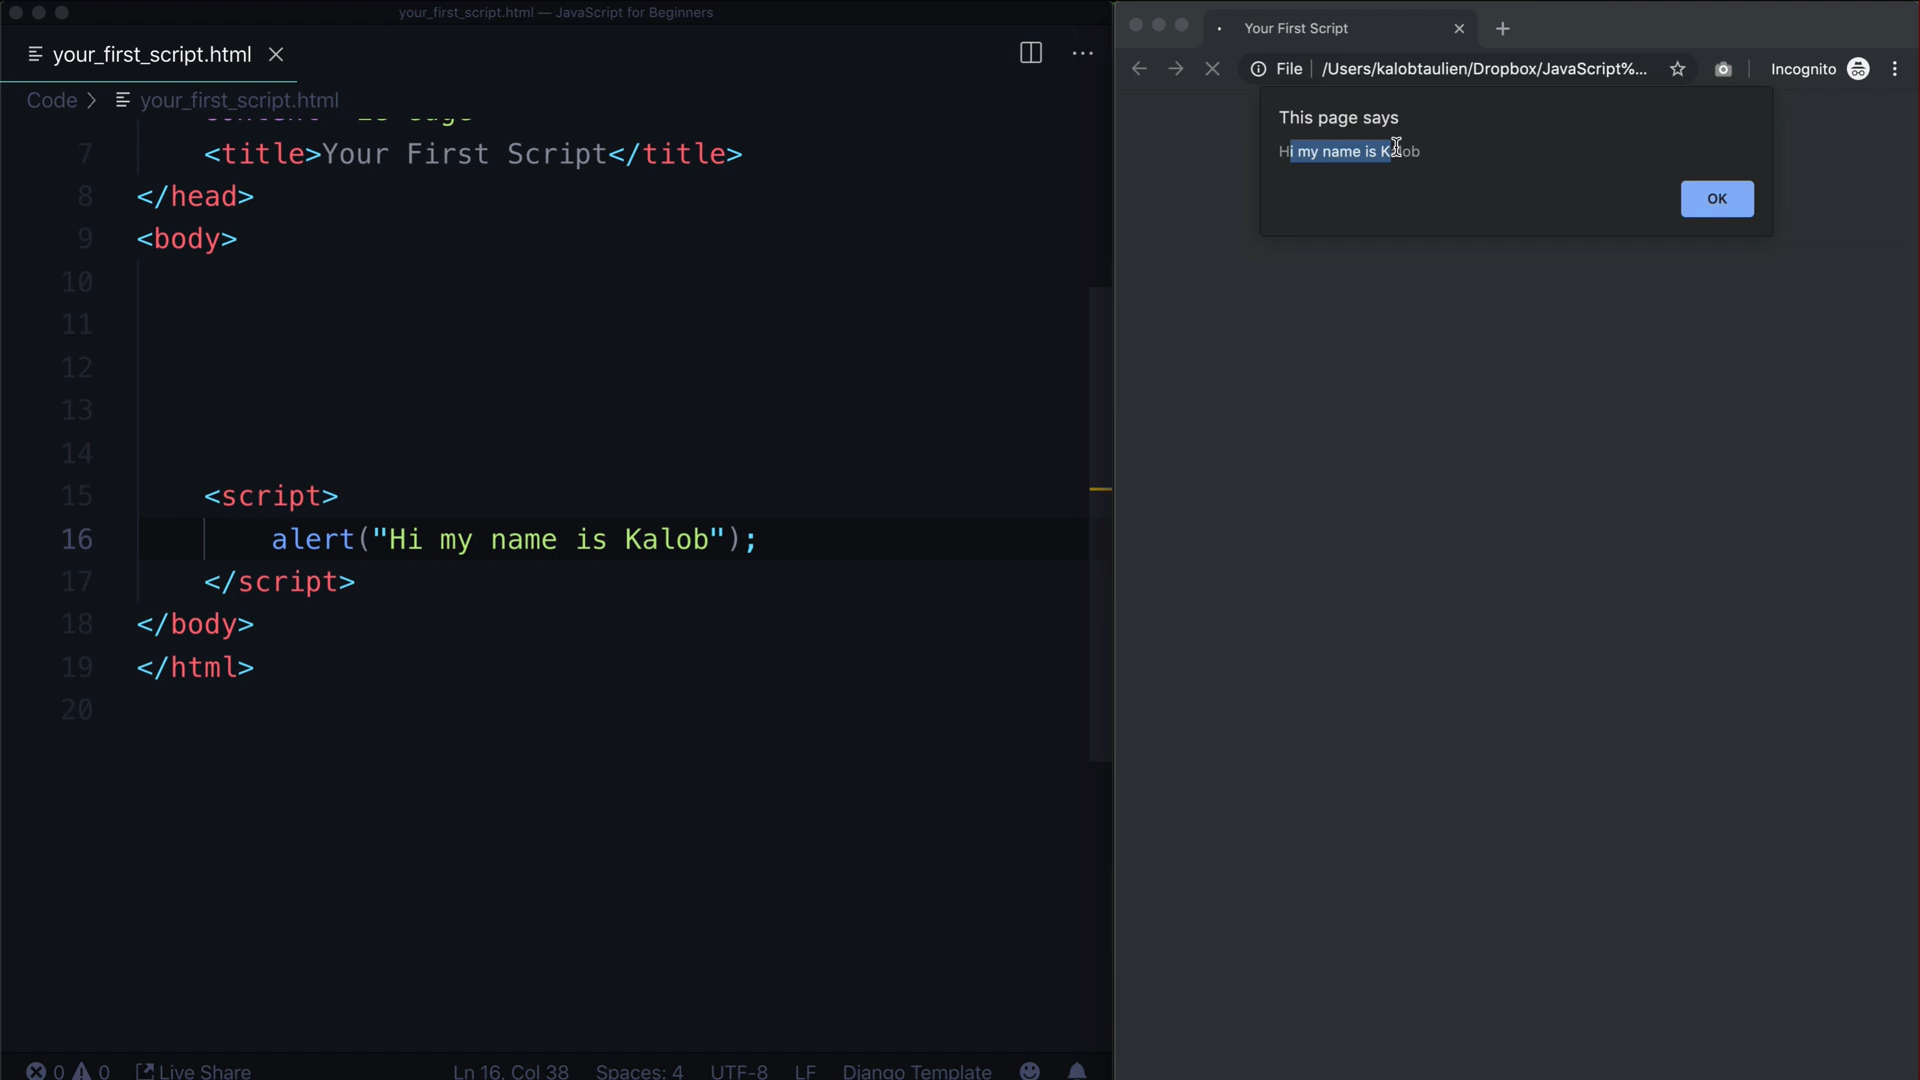 your_first_script.html — JavaScript for Beginners
your_first_script.html
Code
your_first_script.html
7 <title>Your First Script</title>
8 </head>
9 <body>
10
11
12
13
14
15 <script>
16 alert("Hi my name is Kalob");
17 </script>
18 </body>
19 </html>
20
0 0 Live Share Ln 16, Col 38 Spaces: 4 UTF-8 LF Django Template
Your First Script
File /Users/kalobtaulien/Dropbox/JavaScript%... Incognito
This page says
Hi my name is Kalob
OK